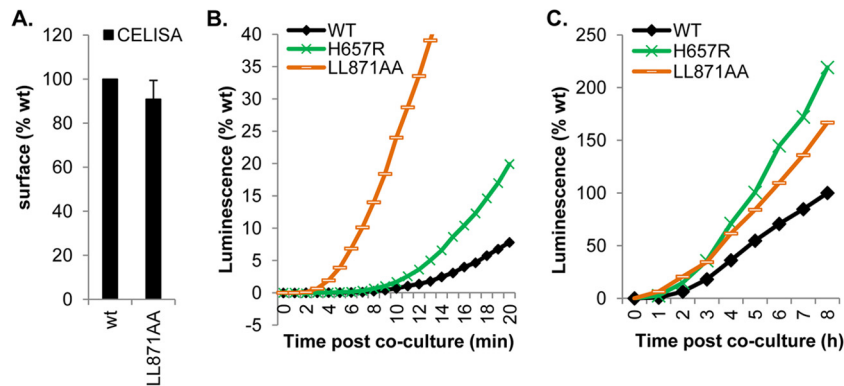 A.
CELISA
surface (% wt)
120
100
80
60
40
20
0
wt
LL871AA
B.
WT
H657R
LL871AA
Luminescence (% wt)
40
35
30
25
20
15
10
5
0
-5
0 2 4 6 8 10 12 14 16 18 20
Time post co-culture (min)
C.
WT
H657R
LL871AA
Luminescence (% wt)
250
200
150
100
50
0
0 1 2 3 4 5 6 7 8
Time post co-culture (h)